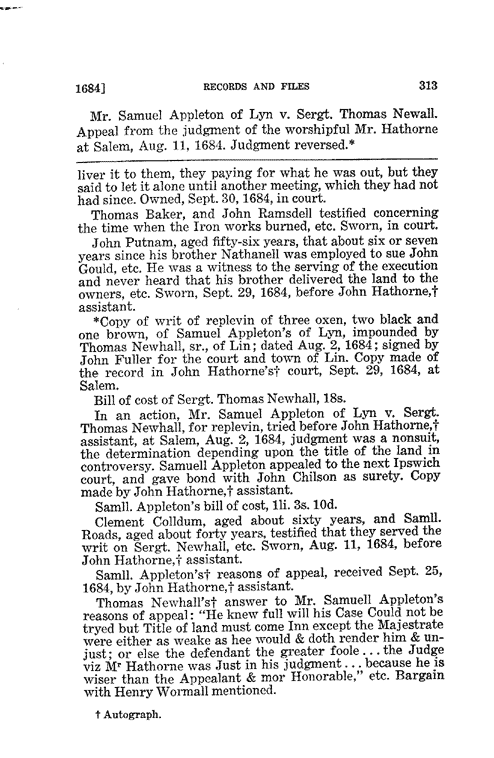 1684] RECORDS AND FILES 313
Mr. Samuel Appleton of Lyn v. Sergt. Thomas Newall.
Appeal from the judgment of the worshipful Mr. Hathorne
at Salem, Aug. 11, 1684. Judgment reversed.*
liver it to them, they paying for what he was out, but they
said to let it alone until another meeting, which they had not
had since. Owned, Sept. 30, 1684, in court.
Thomas Baker, and John Ramsdell testified concerning
the time when the Iron works burned, etc. Sworn, in court.
John Putnam, aged fifty-six years, that about six or seven
years since his brother Nathanell was employed to sue John
Gould, etc. He was a witness to the serving of the execution
and never heard that his brother delivered the land to the
owners, etc. Sworn, Sept. 29, 1684, before John Hathorne,†
assistant.
*Copy of writ of replevin of three oxen, two black and
one brown, of Samuel Appleton's of Lyn, impounded by
Thomas Newhall, sr., of Lin; dated Aug. 2, 1684; signed by
John Fuller for the court and town of Lin. Copy made of
the record in John Hathorne's† court, Sept. 29, 1684, at
Salem.
Bill of cost of Sergt. Thomas Newhall, 18s.
In an action, Mr. Samuel Appleton of Lyn v. Sergt.
Thomas Newhall, for replevin, tried before John Hathorne,†
assistant, at Salem, Aug. 2, 1684, judgment was a nonsuit,
the determination depending upon the title of the land in
controversy. Samuell Appleton appealed to the next Ipswich
court, and gave bond with John Chilson as surety. Copy
made by John Hathorne,† assistant.
Samll. Appleton's bill of cost, 1li. 3s. 10d.
Clement Colldum, aged about sixty years, and Samll.
Roads, aged about forty years, testified that they served the
writ on Sergt. Newhall, etc. Sworn, Aug. 11, 1684, before
John Hathorne,† assistant.
Samll. Appleton's† reasons of appeal, received Sept. 25,
1684, by John Hathorne,† assistant.
Thomas Newhall's† answer to Mr. Samuell Appleton's
reasons of appeal: "He knew full will his Case Could not be
tryed but Title of land must come Inn except the Majestrate
were either as weake as hee would & doth render him & un-
just; or else the defendant the greater foole . . . the Judge
viz Mr Hathorne was Just in his judgment . . . because he is
wiser than the Appealant & mor Honorable," etc. Bargain
with Henry Wormall mentioned.
† Autograph.